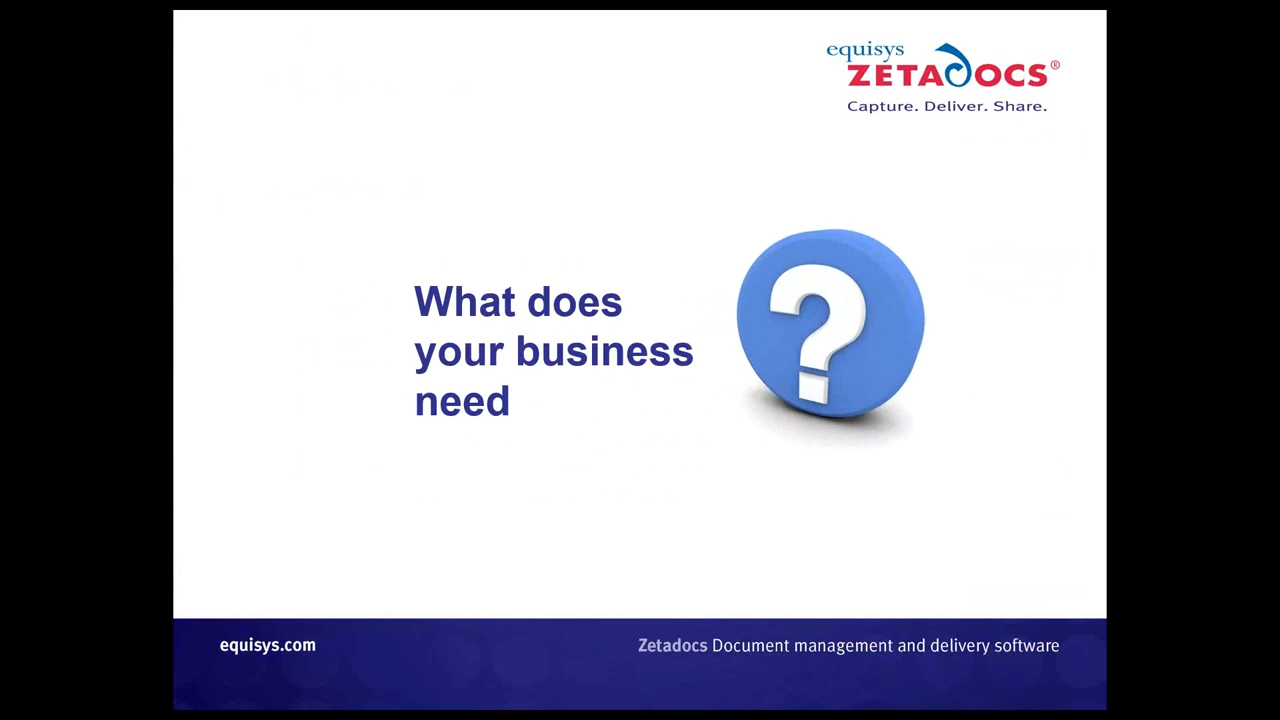 equisys
ZETADOCS®
Capture. Deliver. Share.
What does
your business
need
?
equisys.com
Zetadocs Document management and delivery software